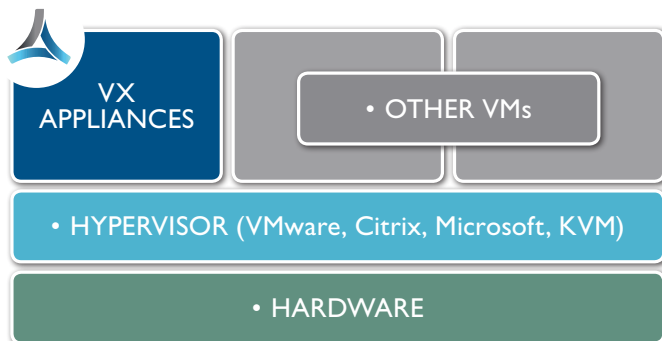 VX
APPLIANCES
• OTHER VMs
• HYPERVISOR (VMware, Citrix, Microsoft, KVM)
• HARDWARE